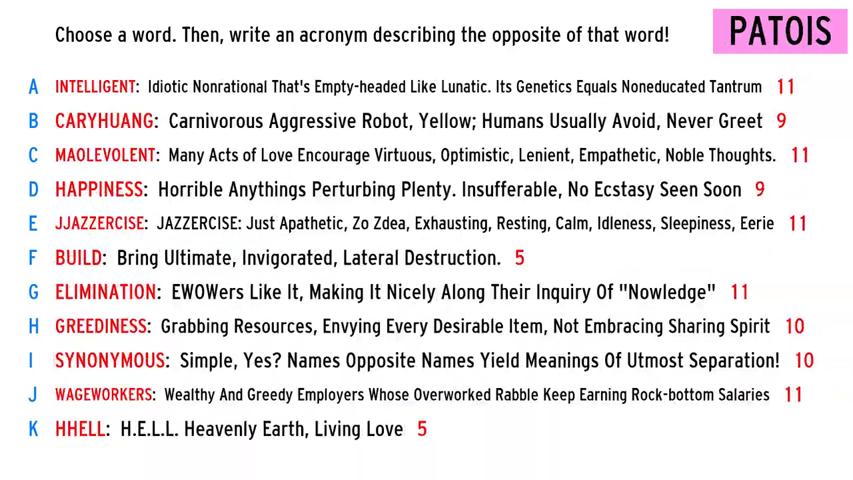 Choose a word. Then, write an acronym describing the opposite of that word!
PATOIS
A INTELLIGENT: Idiotic Nonrational That's Empty-headed Like Lunatic. Its Genetics Equals Noneducated Tantrum 11
B CARYHUANG: Carnivorous Aggressive Robot, Yellow; Humans Usually Avoid, Never Greet 9
C MAOLEVOLENT: Many Acts of Love Encourage Virtuous, Optimistic, Lenient, Empathetic, Noble Thoughts. 11
D HAPPINESS: Horrible Anythings Perturbing Plenty. Insufferable, No Ecstasy Seen Soon 9
E JJAZZERCISE: JAZZERCISE: Just Apathetic, Zo Zdea, Exhausting, Resting, Calm, Idleness, Sleepiness, Eerie 11
F BUILD: Bring Ultimate, Invigorated, Lateral Destruction. 5
G ELIMINATION: EWOWers Like It, Making It Nicely Along Their Inquiry Of "Nowledge" 11
H GREEDINESS: Grabbing Resources, Envying Every Desirable Item, Not Embracing Sharing Spirit 10
I SYNONYMOUS: Simple, Yes? Names Opposite Names Yield Meanings Of Utmost Separation! 10
J WAGEWORKERS: Wealthy And Greedy Employers Whose Overworked Rabble Keep Earning Rock-bottom Salaries 11
K HHELL: H.E.L.L. Heavenly Earth, Living Love 5